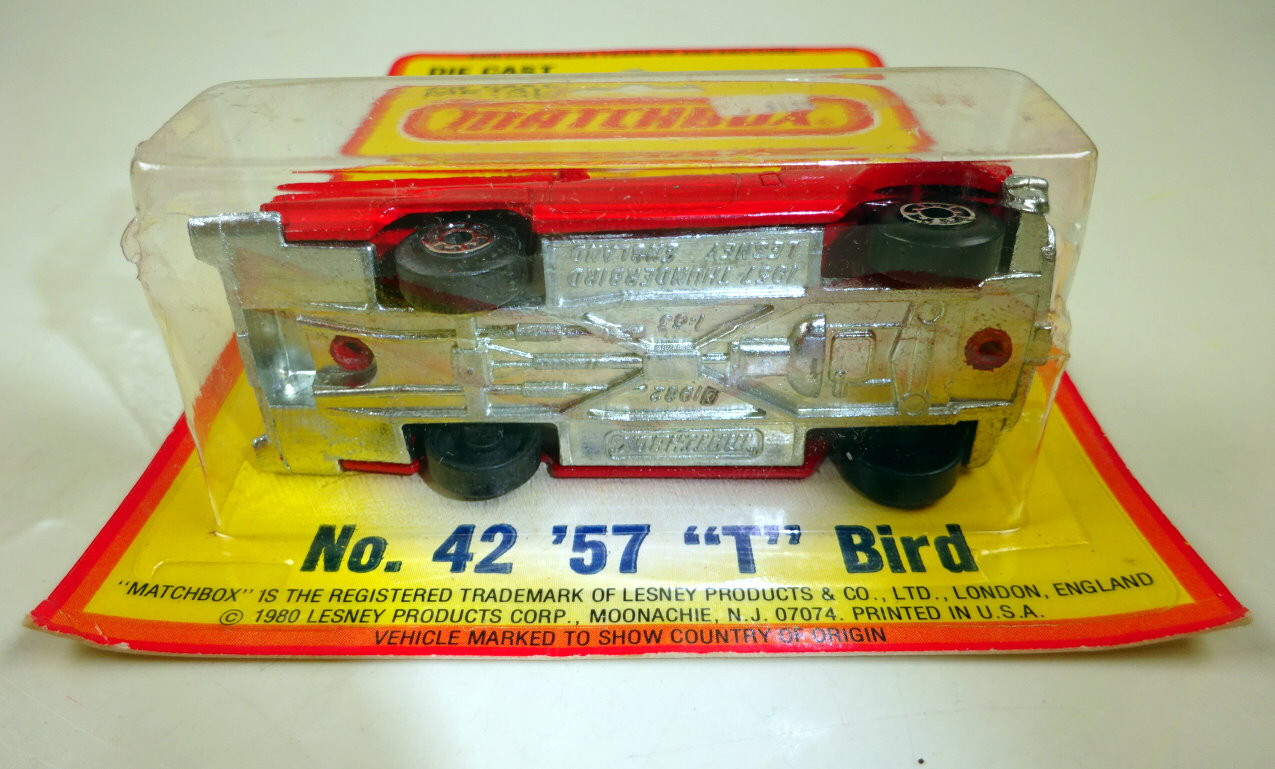 DIE CAST
MATCHBOX
1957 THUNDERBIRD
LESNEY ENGLAND
©1982
MATCHBOX
No. 42 '57 “T” Bird
"MATCHBOX" IS THE REGISTERED TRADEMARK OF LESNEY PRODUCTS & CO., LTD., LONDON, ENGLAND
© 1980 LESNEY PRODUCTS CORP., MOONACHIE, N.J. 07074. PRINTED IN U.S.A.
VEHICLE MARKED TO SHOW COUNTRY OF ORIGIN